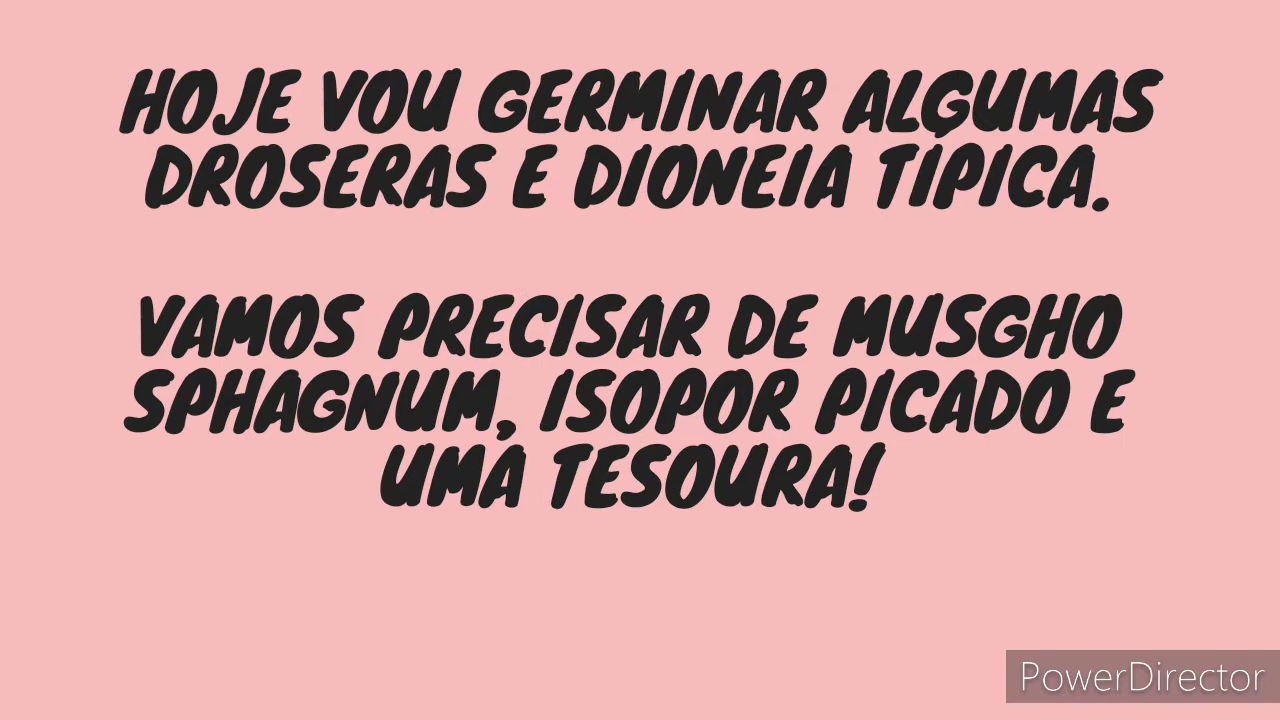 HOJE VOU GERMINAR ALGUMAS
DROSERAS E DIONEIA TÍPICA.
VAMOS PRECISAR DE MUSGHO
SPHAGNUM, ISOPOR PICADO E
UMA TESOURA!
PowerDirector